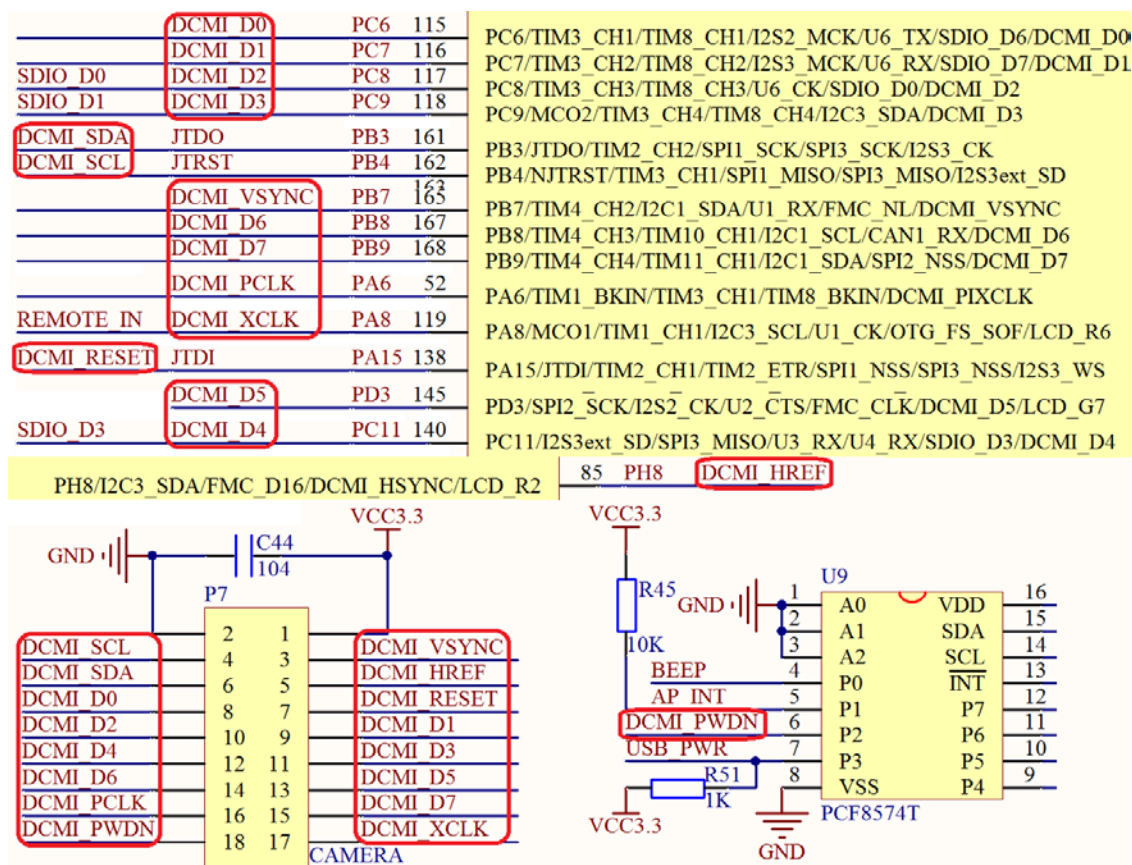 DCMI_D0 PC6 115 PC6/TIM3_CH1/TIM8_CH1/I2S2_MCK/U6_TX/SDIO_D6/DCMI_D0
DCMI_D1 PC7 116 PC7/TIM3_CH2/TIM8_CH2/I2S3_MCK/U6_RX/SDIO_D7/DCMI_D1
SDIO_D0 DCMI_D2 PC8 117 PC8/TIM3_CH3/TIM8_CH3/U6_CK/SDIO_D0/DCMI_D2
SDIO_D1 DCMI_D3 PC9 118 PC9/MCO2/TIM3_CH4/TIM8_CH4/I2C3_SDA/DCMI_D3
DCMI_SDA JTDO PB3 161 PB3/JTDO/TIM2_CH2/SPI1_SCK/SPI3_SCK/I2S3_CK
DCMI_SCL JTRST PB4 162 PB4/NJTRST/TIM3_CH1/SPI1_MISO/SPI3_MISO/I2S3ext_SD
DCMI_VSYNC PB7 165 PB7/TIM4_CH2/I2C1_SDA/U1_RX/FMC_NL/DCMI_VSYNC
DCMI_D6 PB8 167 PB8/TIM4_CH3/TIM10_CH1/I2C1_SCL/CAN1_RX/DCMI_D6
DCMI_D7 PB9 168 PB9/TIM4_CH4/TIM11_CH1/I2C1_SDA/SPI2_NSS/DCMI_D7
DCMI_PCLK PA6 52 PA6/TIM1_BKIN/TIM3_CH1/TIM8_BKIN/DCMI_PIXCLK
REMOTE_IN DCMI_XCLK PA8 119 PA8/MCO1/TIM1_CH1/I2C3_SCL/U1_CK/OTG_FS_SOF/LCD_R6
DCMI_RESET JTDI PA15 138 PA15/JTDI/TIM2_CH1/TIM2_ETR/SPI1_NSS/SPI3_NSS/I2S3_WS
DCMI_D5 PD3 145 PD3/SPI2_SCK/I2S2_CK/U2_CTS/FMC_CLK/DCMI_D5/LCD_G7
SDIO_D3 DCMI_D4 PC11 140 PC11/I2S3ext_SD/SPI3_MISO/U3_RX/U4_RX/SDIO_D3/DCMI_D4
PH8/I2C3_SDA/FMC_D16/DCMI_HSYNC/LCD_R2 85 PH8 DCMI_HREF
VCC3.3
GND C44
104
P7
2 1
DCMI_SCL 4 3 DCMI_VSYNC
DCMI_SDA 6 5 DCMI_HREF
DCMI_D0 8 7 DCMI_RESET
DCMI_D2 10 9 DCMI_D1
DCMI_D4 12 11 DCMI_D3
DCMI_D6 14 13 DCMI_D5
DCMI_PCLK 16 15 DCMI_D7
DCMI_PWDN 18 17 DCMI_XCLK
CAMERA
VCC3.3
R45
10K
GND
U9
1 A0 VDD 16
2 A1 SDA 15
3 A2 SCL 14
BEEP 4 P0 INT 13
AP_INT 5 P1 P7 12
DCMI_PWDN 6 P2 P6 11
USB_PWR 7 P3 P5 10
8 VSS P4 9
R51
1K
VCC3.3
PCF8574T
GND